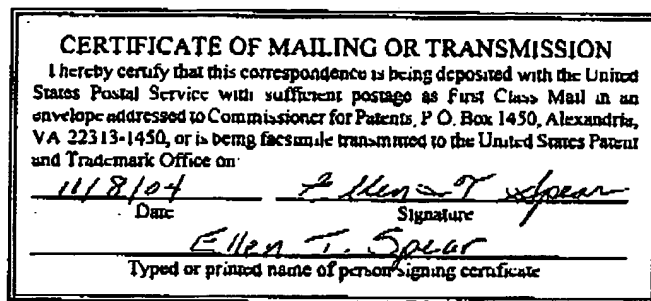 CERTIFICATE OF MAILING OR TRANSMISSION
I hereby certify that this correspondence is being deposited with the United
States Postal Service with sufficient postage as First Class Mail in an
envelope addressed to Commissioner for Patents, P O. Box 1450, Alexandria,
VA 22313-1450, or is being facsimile transmitted to the United States Patent
and Trademark Office on:
11/8/04 Ellen T Spear
Date Signature
Ellen T. Spear
Typed or printed name of person signing certificate